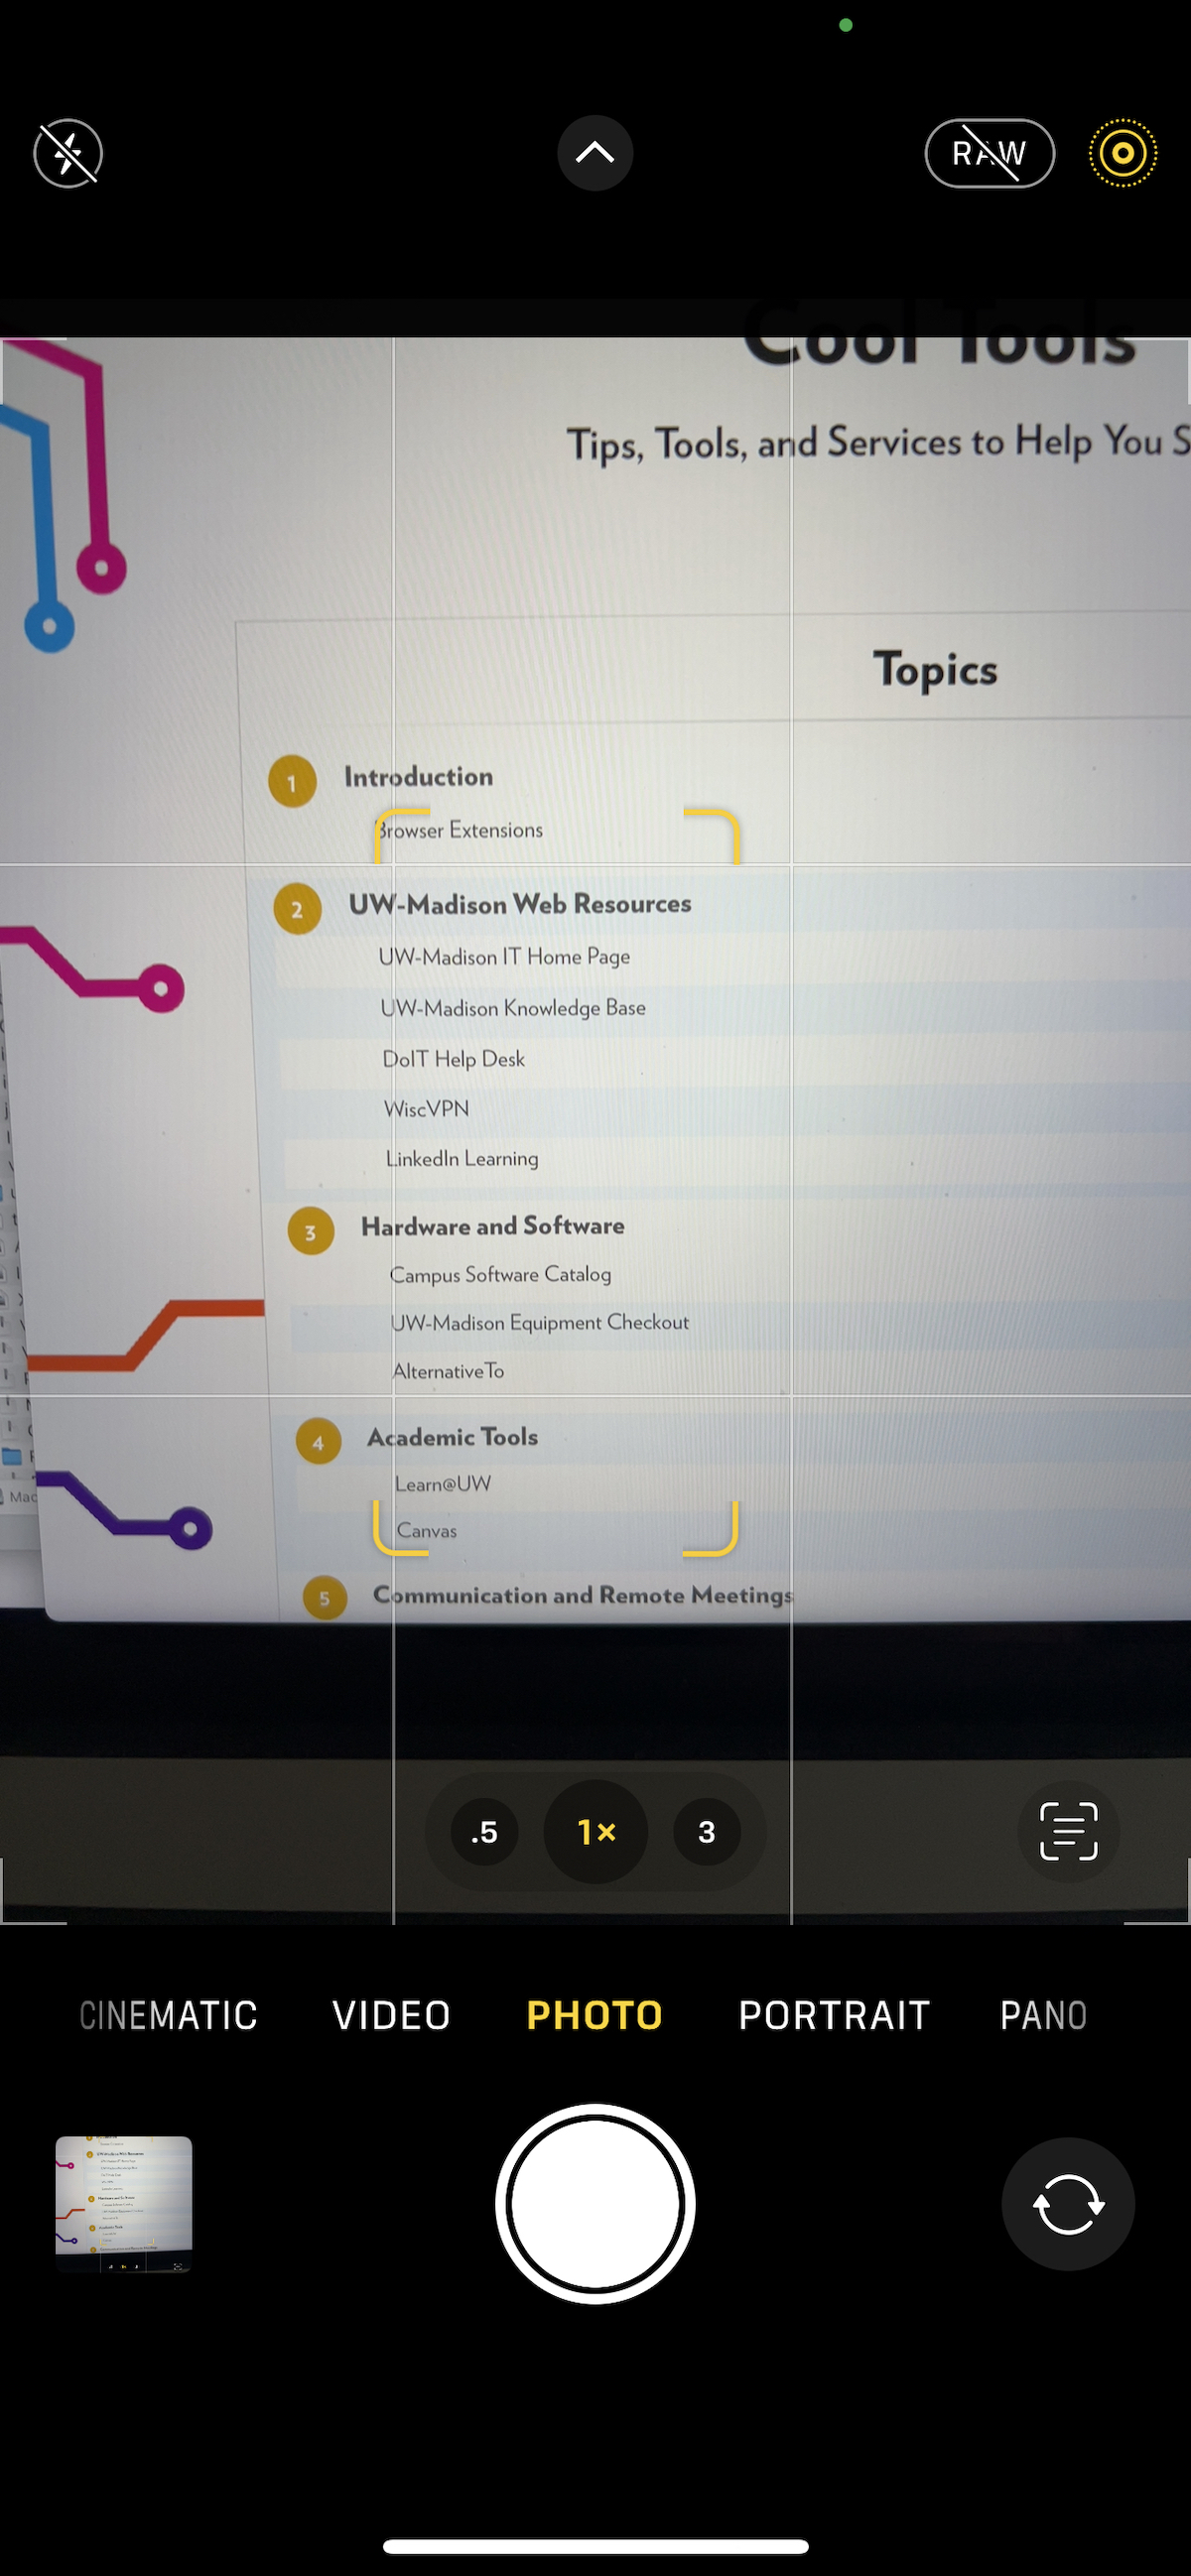 RAW
Cool Tools
Tips, Tools, and Services to Help You S
Topics
1 Introduction
Browser Extensions
2 UW-Madison Web Resources
UW-Madison IT Home Page
UW-Madison Knowledge Base
DoIT Help Desk
WiscVPN
LinkedIn Learning
3 Hardware and Software
Campus Software Catalog
UW-Madison Equipment Checkout
AlternativeTo
4 Academic Tools
Learn@UW
Mac
Canvas
5 Communication and Remote Meetings
.5 1× 3
CINEMATIC VIDEO PHOTO PORTRAIT PANO